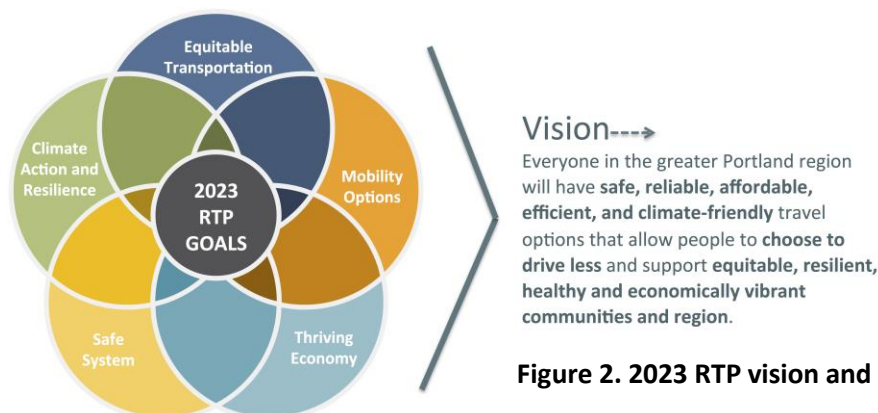 Equitable
Transportation
Climate
Action and
Resilience
Mobility
Options
2023
RTP
GOALS
Safe
System
Thriving
Economy
Vision---->
Everyone in the greater Portland region
will have safe, reliable, affordable,
efficient, and climate-friendly travel
options that allow people to choose to
drive less and support equitable, resilient,
healthy and economically vibrant
communities and region.
Figure 2. 2023 RTP vision and